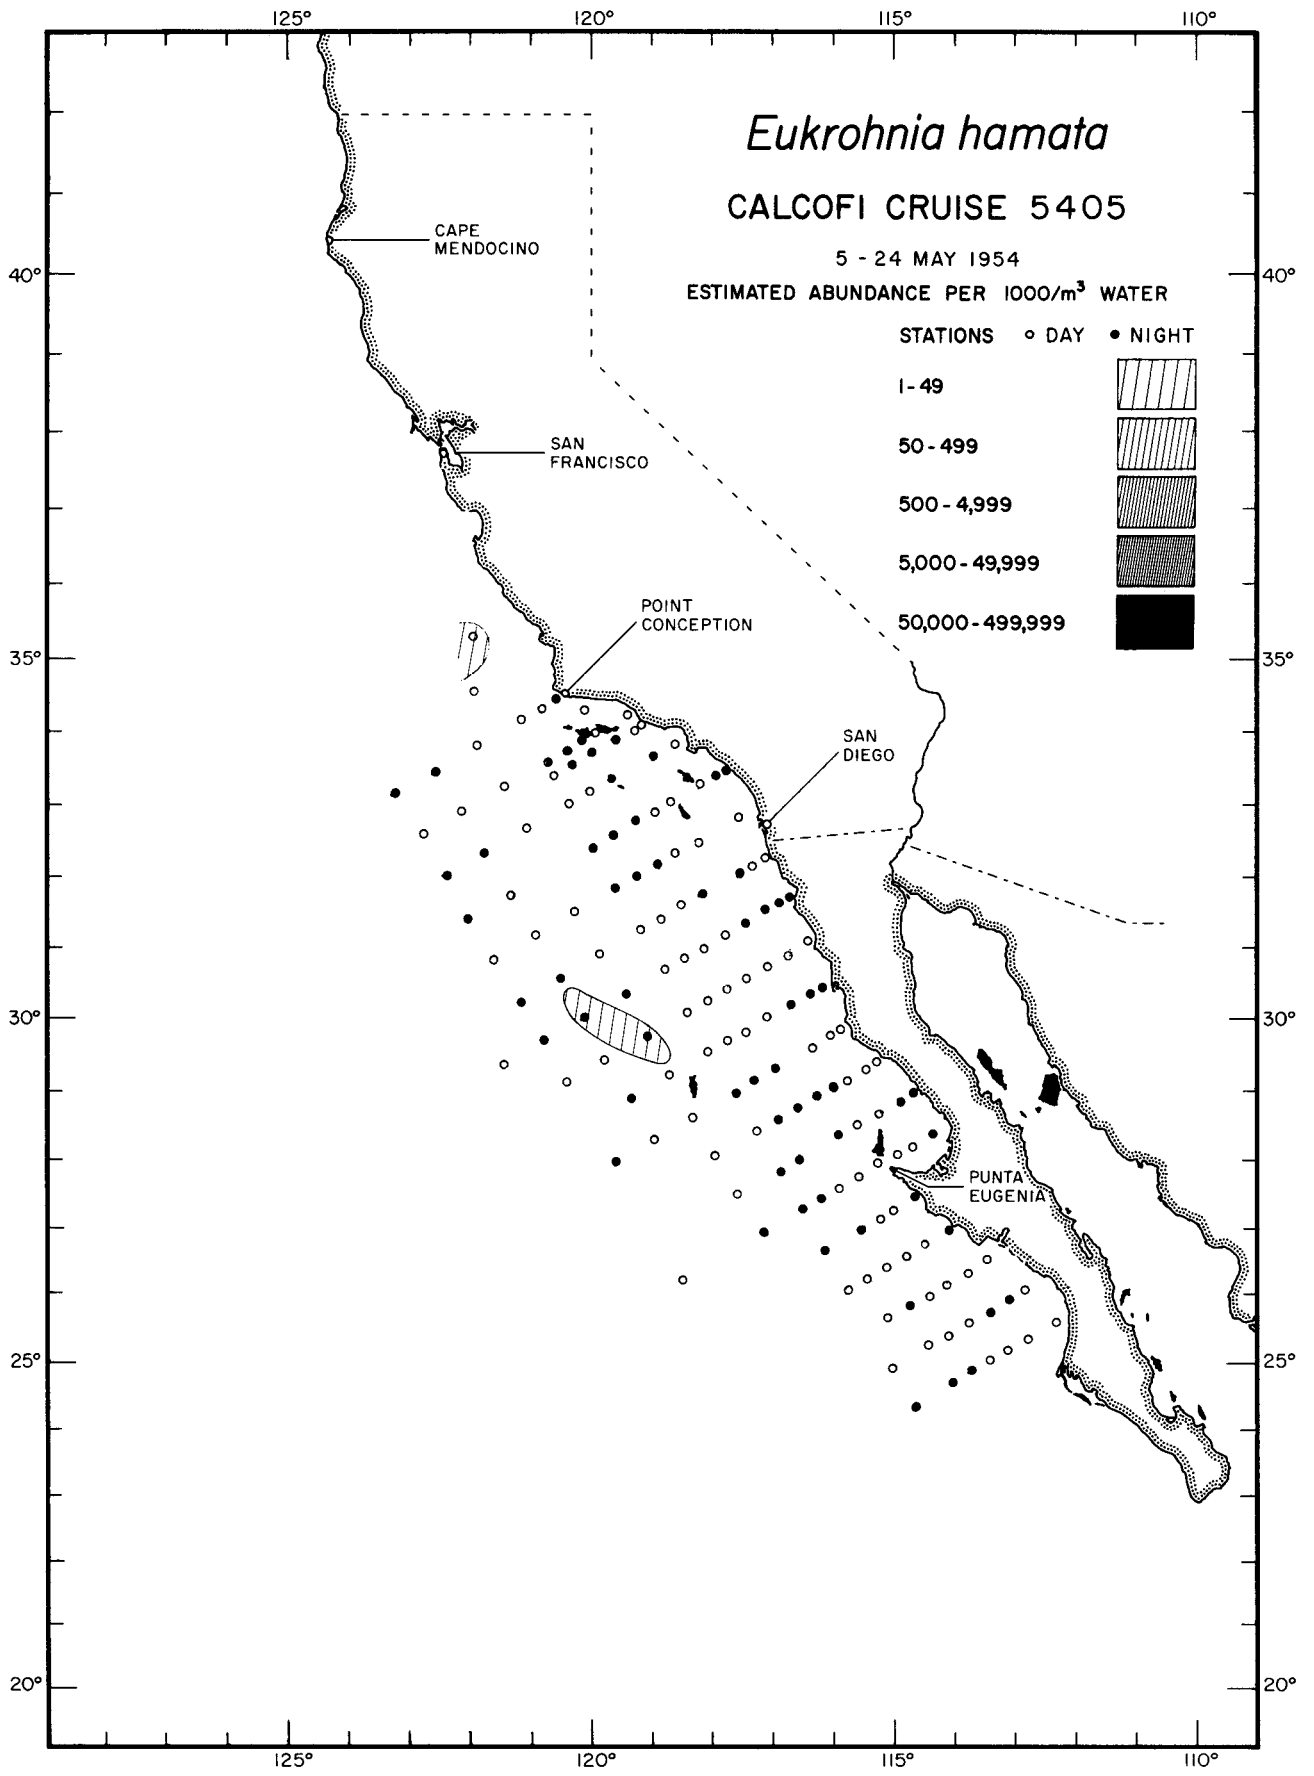 125° 120° 115° 110°
Eukrohnia hamata
CALCOFI CRUISE 5405
5 - 24 MAY 1954
ESTIMATED ABUNDANCE PER 1000/m³ WATER
STATIONS ○ DAY ● NIGHT
1-49
50-499
500-4,999
5,000-49,999
50,000-499,999
CAPE
MENDOCINO
40° 40°
SAN
FRANCISCO
POINT
CONCEPTION
35° 35°
SAN
DIEGO
30° 30°
PUNTA
EUGENIA
25° 25°
20° 20°
125° 120° 115° 110°